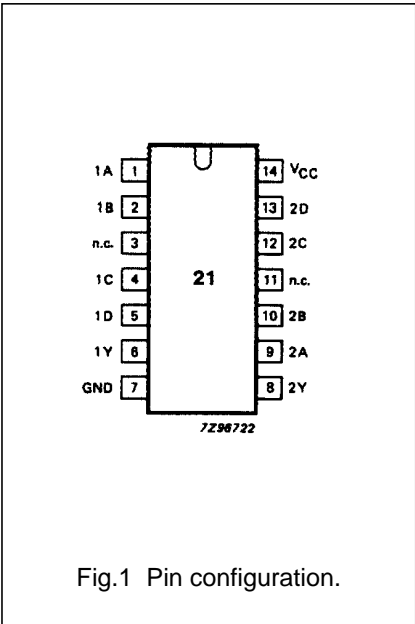 1A 1 14 VCC
1B 2 13 2D
n.c. 3 12 2C
1C 4 21 11 n.c.
1D 5 10 2B
1Y 6 9 2A
GND 7 8 2Y
7Z96722
Fig.1 Pin configuration.